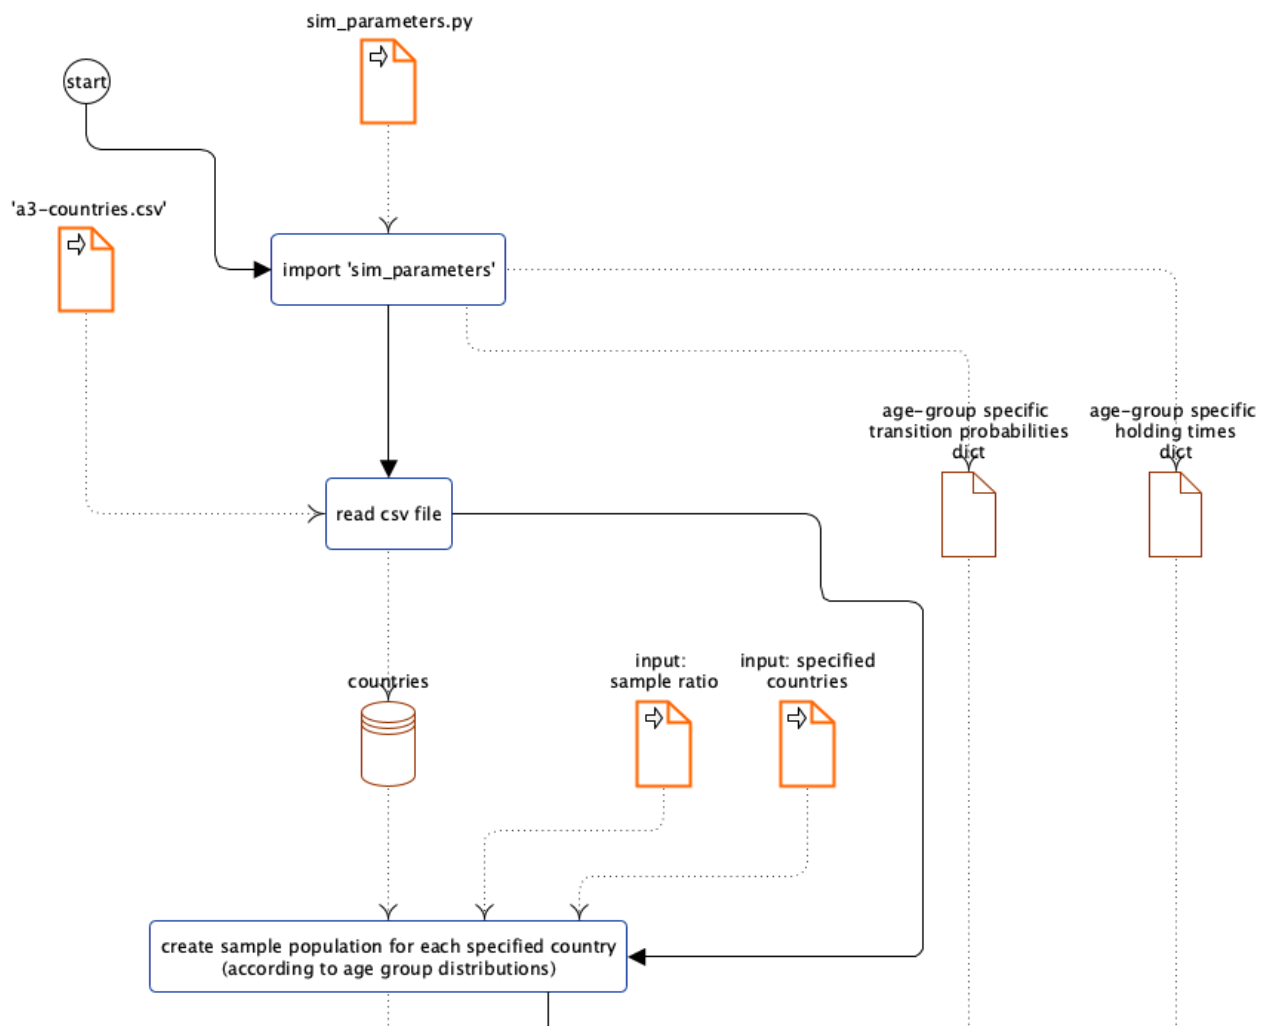 sim_parameters.py
start
'a3-countries.csv'
import 'sim_parameters'
age-group specific
transition probabilities
dict
age-group specific
holding times
dict
read csv file
input:
sample ratio
input: specified
countries
countries
create sample population for each specified country
(according to age group distributions)